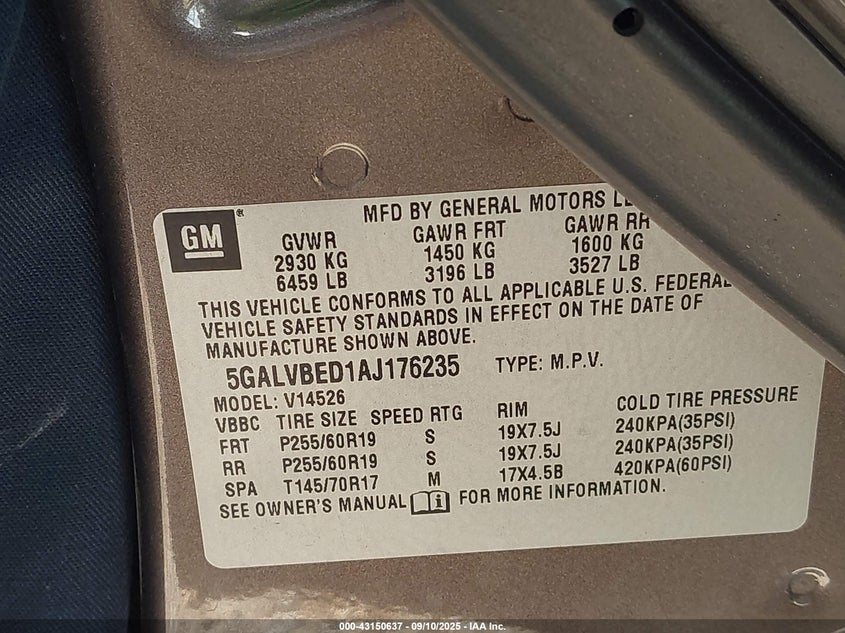 MFD BY GENERAL MOTORS
GM
GVWR GAWR FRT GAWR RR
2930 KG 1450 KG 1600 KG
6459 LB 3196 LB 3527 LB
THIS VEHICLE CONFORMS TO ALL APPLICABLE U.S. FEDERAL
VEHICLE SAFETY STANDARDS IN EFFECT ON THE DATE OF
MANUFACTURE SHOWN ABOVE.
5GALVBED1AJ176235 TYPE: M.P.V.
MODEL: V14526
VBBC TIRE SIZE SPEED RTG RIM COLD TIRE PRESSURE
FRT P255/60R19 S 19X7.5J 240KPA(35PSI)
RR P255/60R19 S 19X7.5J 240KPA(35PSI)
SPA T145/70R17 M 17X4.5B 420KPA(60PSI)
SEE OWNER'S MANUAL FOR MORE INFORMATION.
000-43150637 - 09/10/2025 - IAA Inc.